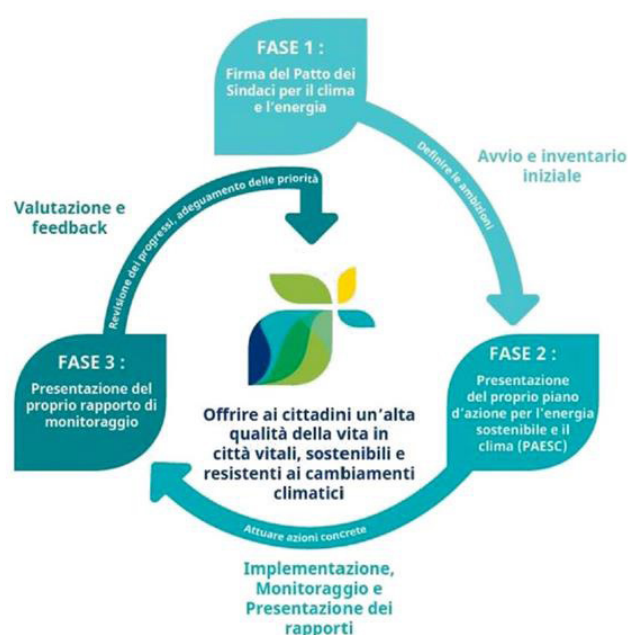 FASE 1 :
Firma del Patto dei
Sindaci per il clima
e l'energia
Definire le ambizioni
Avvio e inventario
iniziale
FASE 2 :
Presentazione
del proprio piano
d'azione per l'energia
sostenibile e il
clima (PAESC)
Attuare azioni concrete
Implementazione,
Monitoraggio e
Presentazione dei
rapporti
FASE 3 :
Presentazione del
proprio rapporto di
monitoraggio
Revisione dei progressi, adeguamento delle priorità
Valutazione e
feedback
Offrire ai cittadini un'alta
qualità della vita in
città vitali, sostenibili e
resistenti ai cambiamenti
climatici